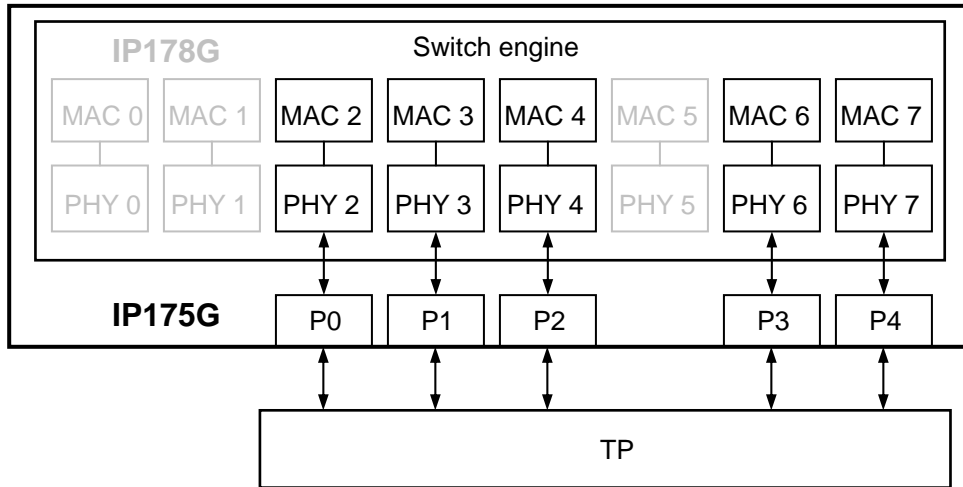 IP178G
Switch engine
MAC 0 MAC 1 MAC 2 MAC 3 MAC 4 MAC 5 MAC 6 MAC 7
PHY 0 PHY 1 PHY 2 PHY 3 PHY 4 PHY 5 PHY 6 PHY 7
IP175G
P0 P1 P2 P3 P4
TP